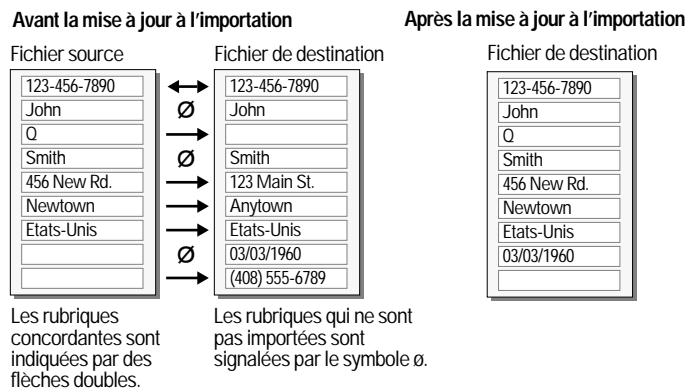 Avant la mise à jour à l'importation
Après la mise à jour à l'importation
Fichier source
Fichier de destination
Fichier de destination
123-456-7890
123-456-7890
123-456-7890
John
Ø
John
John
Q
Q
Smith
Ø
Smith
Smith
456 New Rd.
123 Main St.
456 New Rd.
Newtown
Anytown
Newtown
Etats-Unis
Etats-Unis
Etats-Unis
Ø
03/03/1960
03/03/1960
(408) 555-6789
Les rubriques
concordantes sont
indiquées par des
flèches doubles.
Les rubriques qui ne sont
pas importées sont
signalées par le symbole ø.